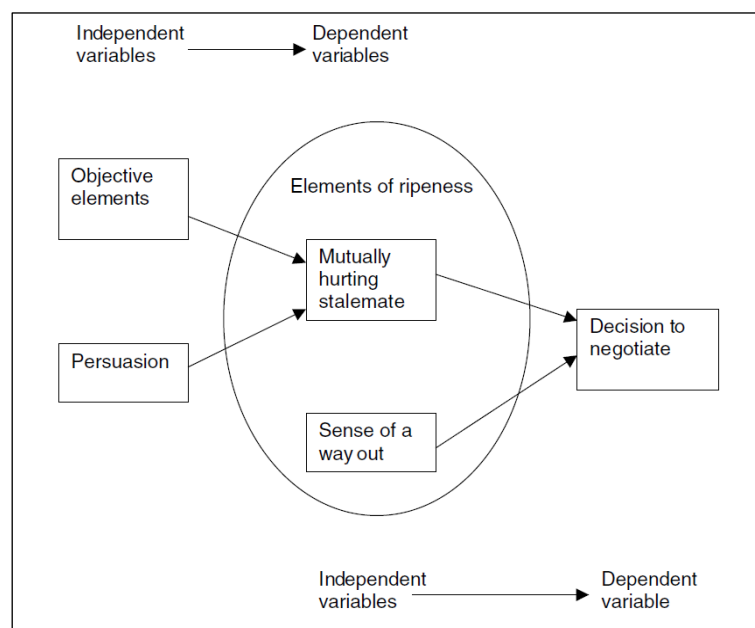 Independent
variables
Dependent
variables
Objective
elements
Elements of ripeness
Mutually
hurting
stalemate
Persuasion
Decision to
negotiate
Sense of a
way out
Independent
variables
Dependent
variable